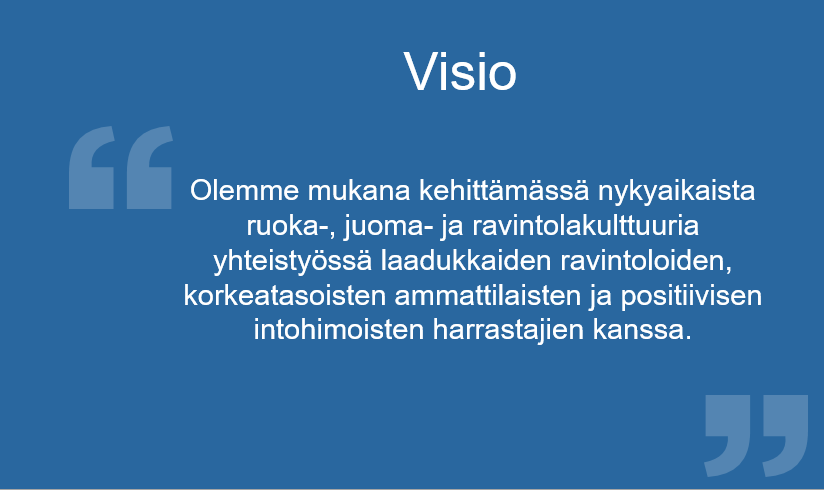 Visio
Olemme mukana kehittämässä nykyaikaista
ruoka-, juoma- ja ravintolakulttuuria
yhteistyössä laadukkaiden ravintoloiden,
korkeatasoisten ammattilaisten ja positiivisen
intohimoisten harrastajien kanssa.